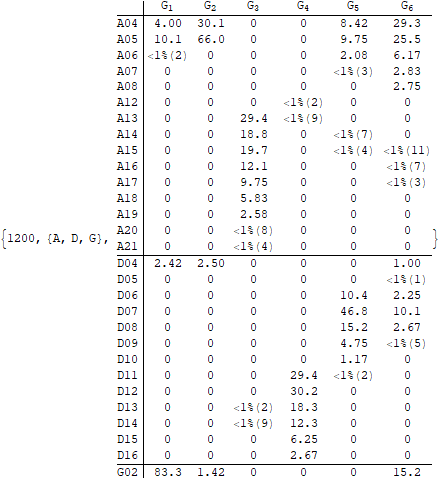 G1 G2 G3 G4 G5 G6
A04 4.00 30.1 0 0 8.42 29.3
A05 10.1 66.0 0 0 9.75 25.5
A06 <1%(2) 0 0 0 2.08 6.17
A07 0 0 0 0 <1%(3) 2.83
A08 0 0 0 0 0 2.75
A12 0 0 0 <1%(2) 0 0
A13 0 0 29.4 <1%(9) 0 0
A14 0 0 18.8 0 <1%(7) 0
A15 0 0 19.7 0 <1%(4) <1%(11)
A16 0 0 12.1 0 0 <1%(7)
A17 0 0 9.75 0 0 <1%(3)
A18 0 0 5.83 0 0 0
A19 0 0 2.58 0 0 0
A20 0 0 <1%(8) 0 0 0
{1200, {A, D, G}, A21 0 0 <1%(4) 0 0 0 }
D04 2.42 2.50 0 0 0 1.00
D05 0 0 0 0 0 <1%(1)
D06 0 0 0 0 10.4 2.25
D07 0 0 0 0 46.8 10.1
D08 0 0 0 0 15.2 2.67
D09 0 0 0 0 4.75 <1%(5)
D10 0 0 0 0 1.17 0
D11 0 0 0 29.4 <1%(2) 0
D12 0 0 0 30.2 0 0
D13 0 0 <1%(2) 18.3 0 0
D14 0 0 <1%(9) 12.3 0 0
D15 0 0 0 6.25 0 0
D16 0 0 0 2.67 0 0
G02 83.3 1.42 0 0 0 15.2